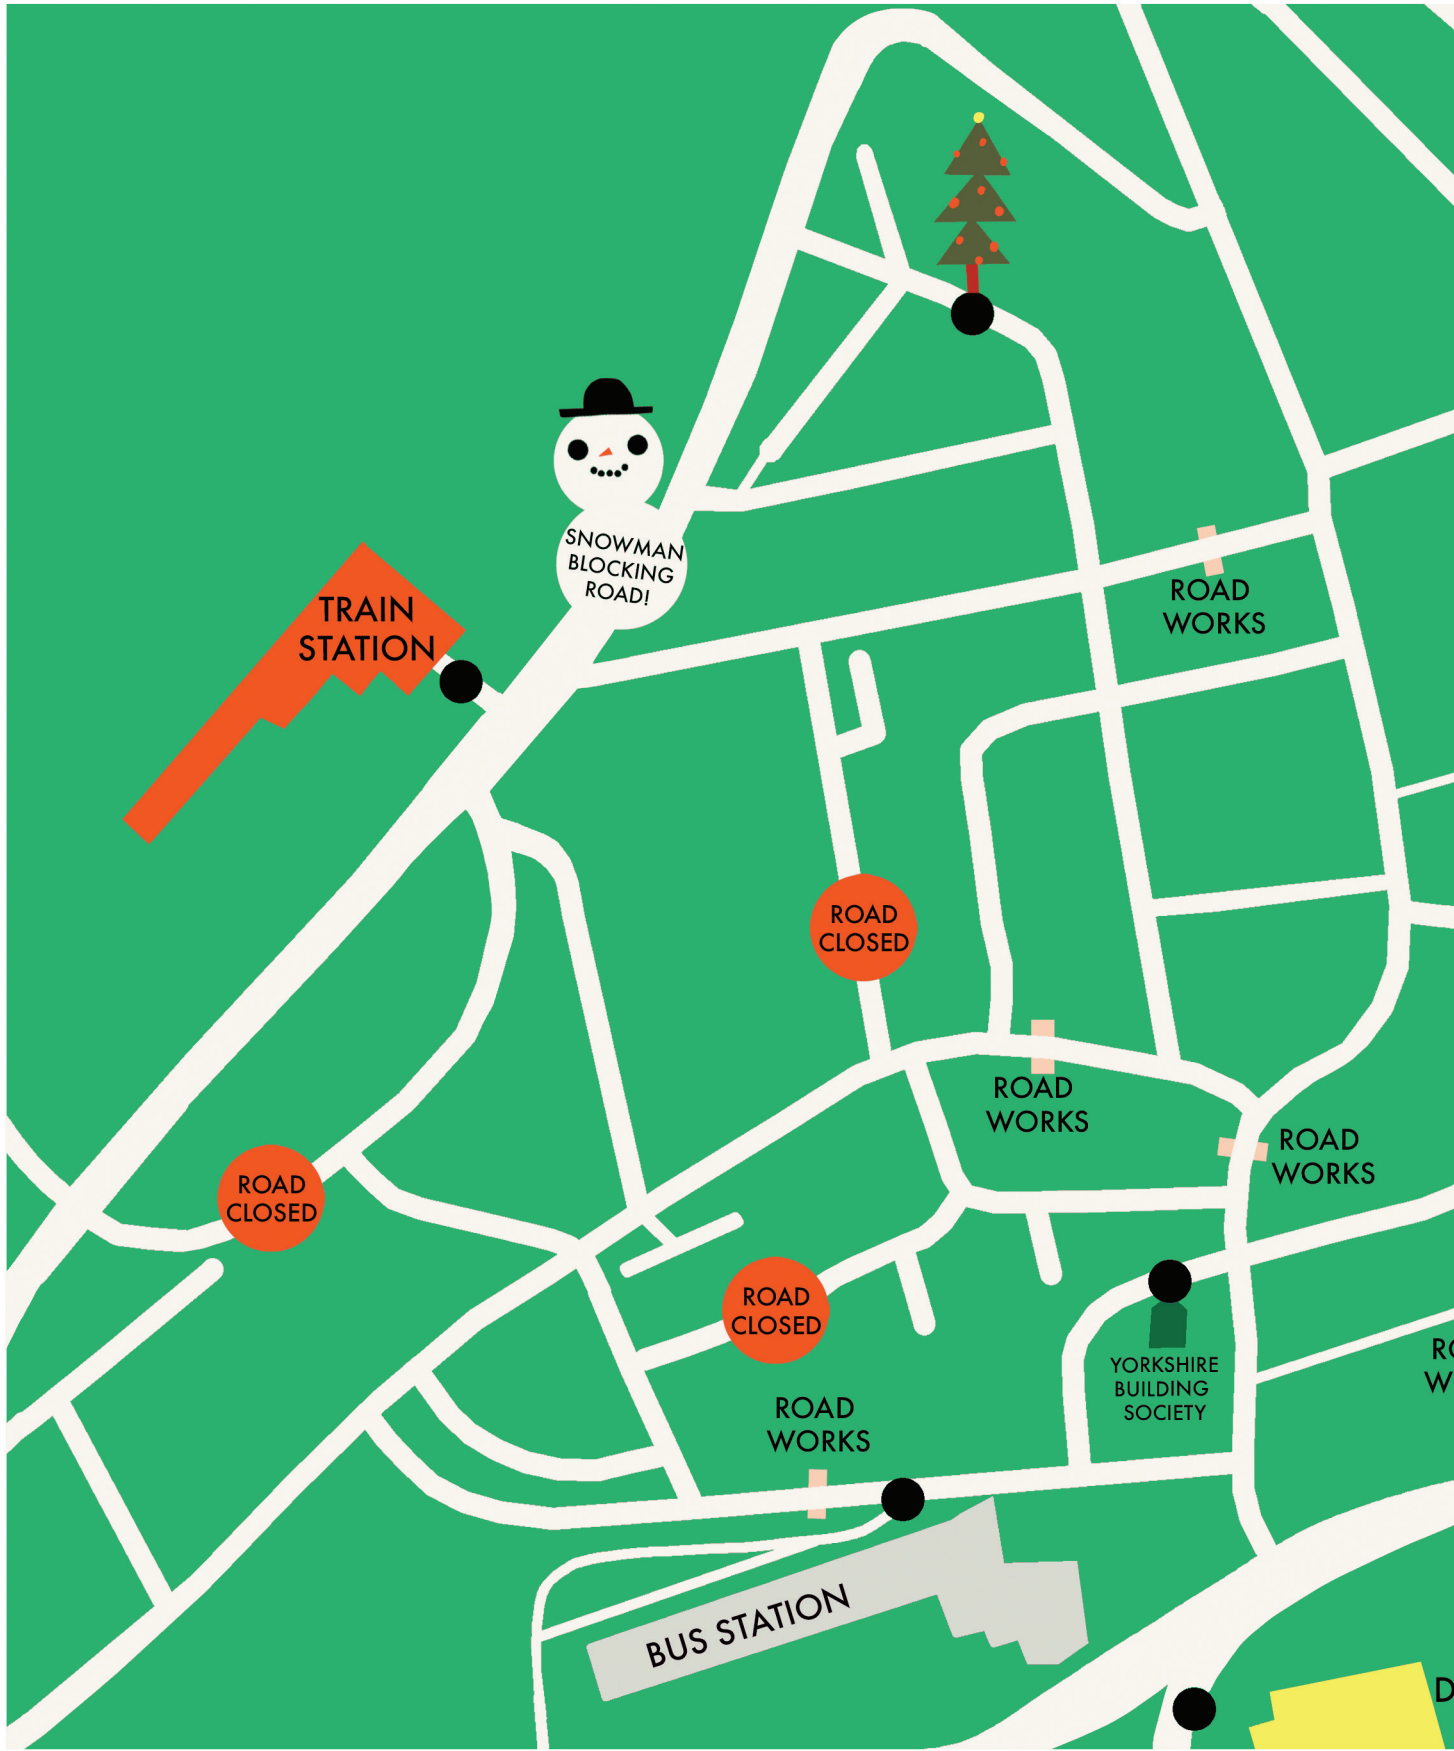 SNOWMAN
BLOCKING
ROAD!
TRAIN
STATION
ROAD
WORKS
ROAD
CLOSED
ROAD
WORKS
ROAD
WORKS
ROAD
CLOSED
ROAD
CLOSED
YORKSHIRE
BUILDING
SOCIETY
ROAD
WORKS
BUS STATION